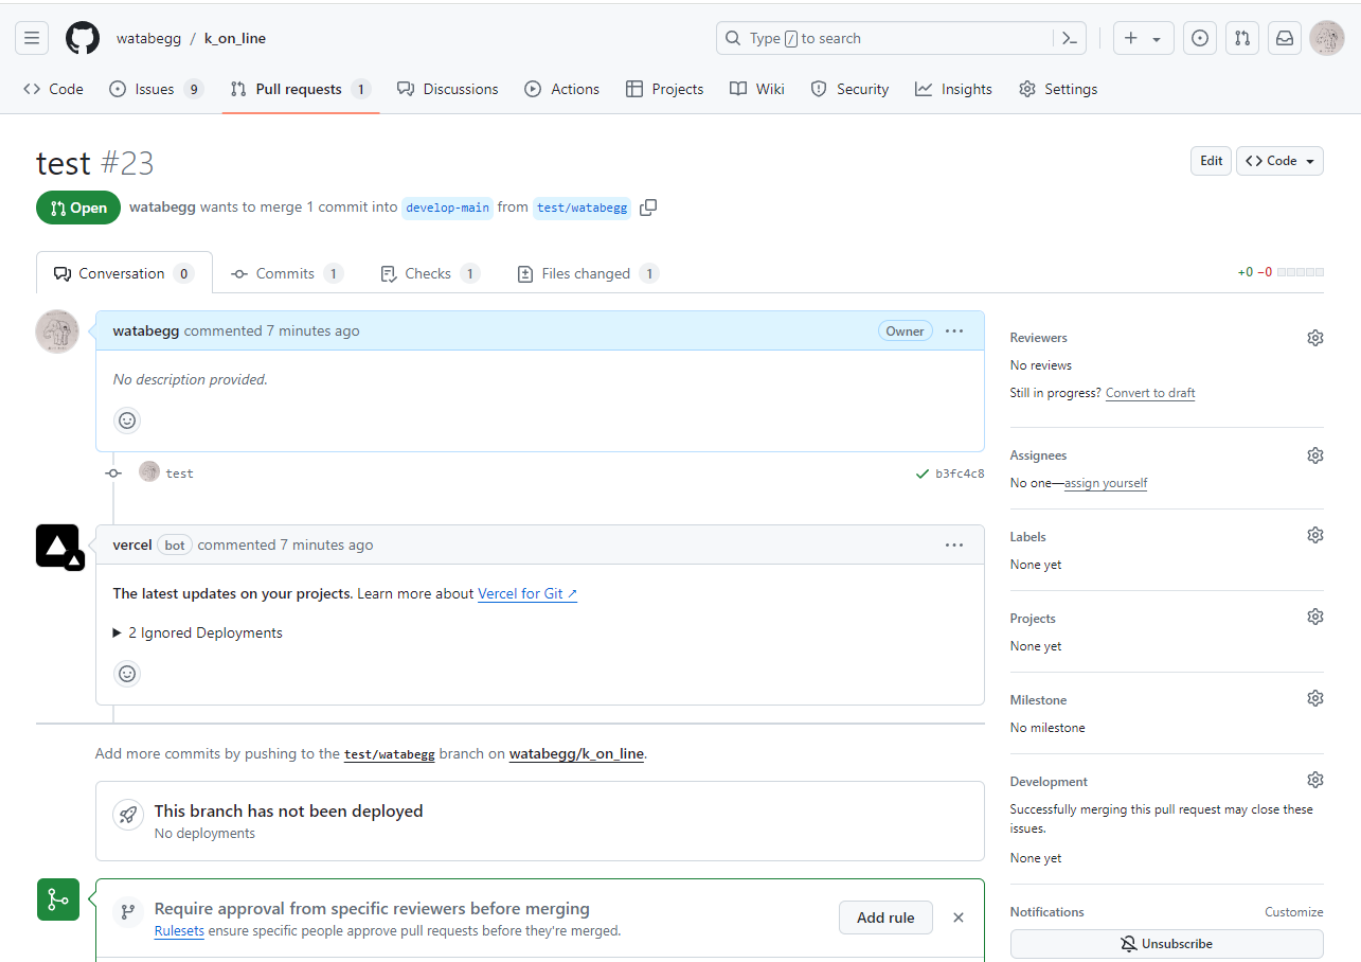 watabegg / k_on_line
Type / to search
Code
Issues 9
Pull requests 1
Discussions
Actions
Projects
Wiki
Security
Insights
Settings
test #23
Edit
Code
Open
watabegg wants to merge 1 commit into develop-main from test/watabegg
Conversation 0
Commits 1
Checks 1
Files changed 1
+0 −0
watabegg commented 7 minutes ago
Owner
No description provided.
test
b3fc4c8
vercel bot commented 7 minutes ago
The latest updates on your projects. Learn more about Vercel for Git ↗
2 Ignored Deployments
Add more commits by pushing to the test/watabegg branch on watabegg/k_on_line.
This branch has not been deployed
No deployments
Require approval from specific reviewers before merging
Rulesets ensure specific people approve pull requests before they're merged.
Add rule
Reviewers
No reviews
Still in progress? Convert to draft
Assignees
No one—assign yourself
Labels
None yet
Projects
None yet
Milestone
No milestone
Development
Successfully merging this pull request may close these
issues.
None yet
Notifications
Customize
Unsubscribe